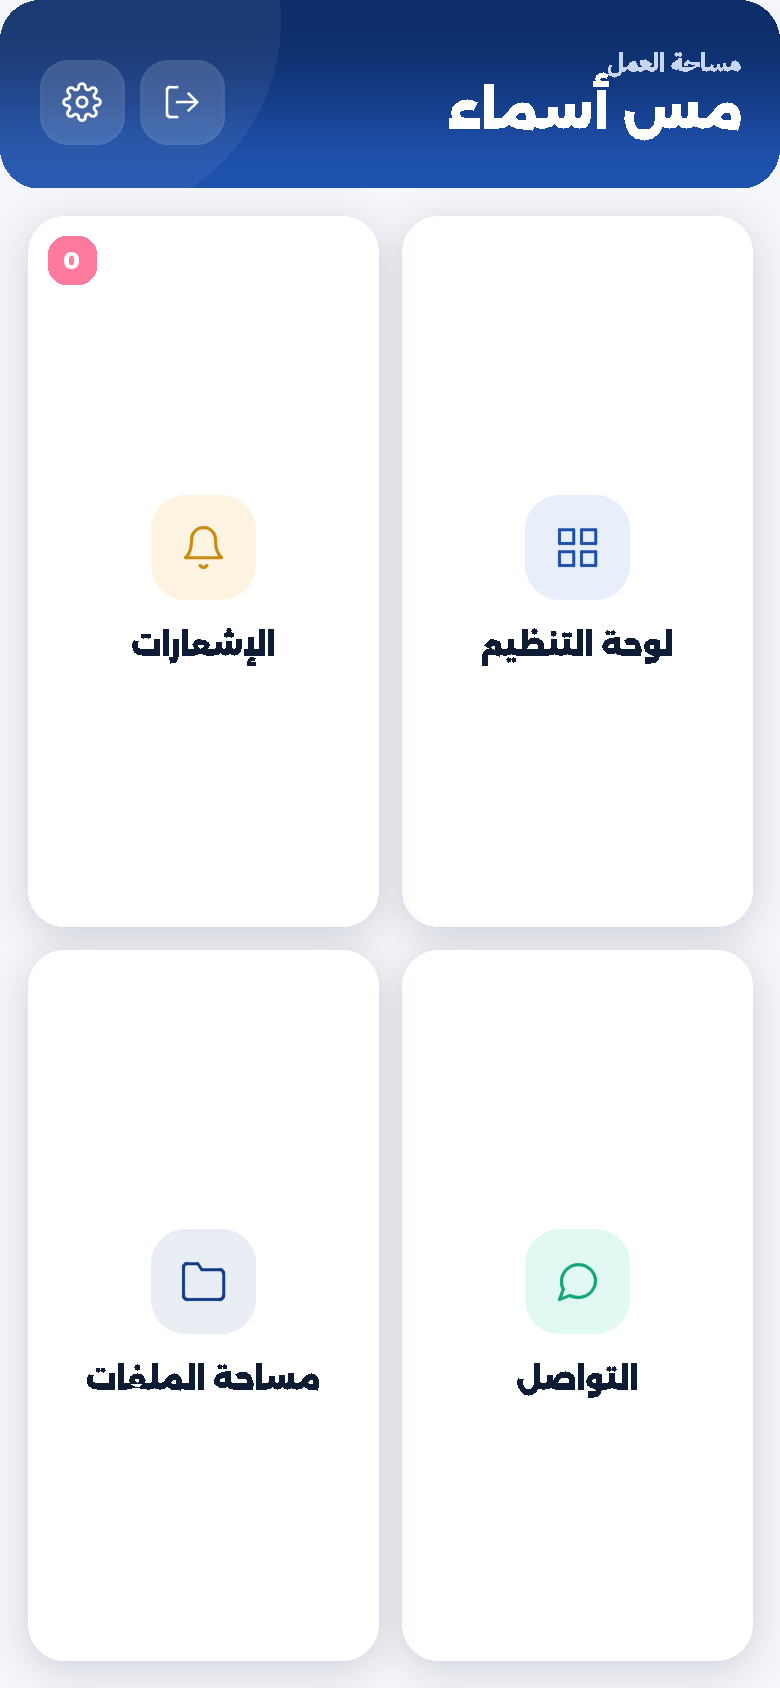 مساحة العمل
مس أسماء
لوحة التنظيم
0
الإشعارات
التواصل
مساحة الملفات